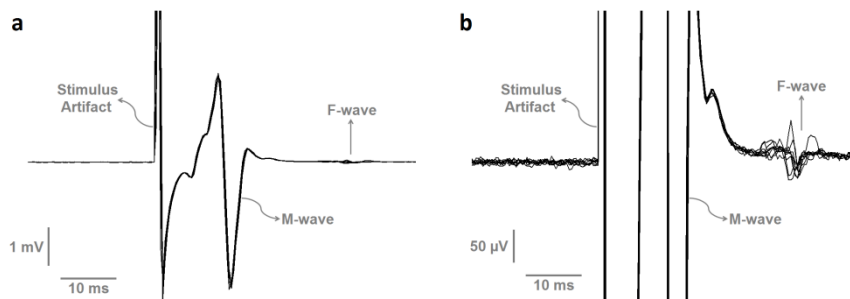 a
Stimulus
Artifact
F-wave
M-wave
1 mV
10 ms
b
Stimulus
Artifact
F-wave
M-wave
50 µV
10 ms